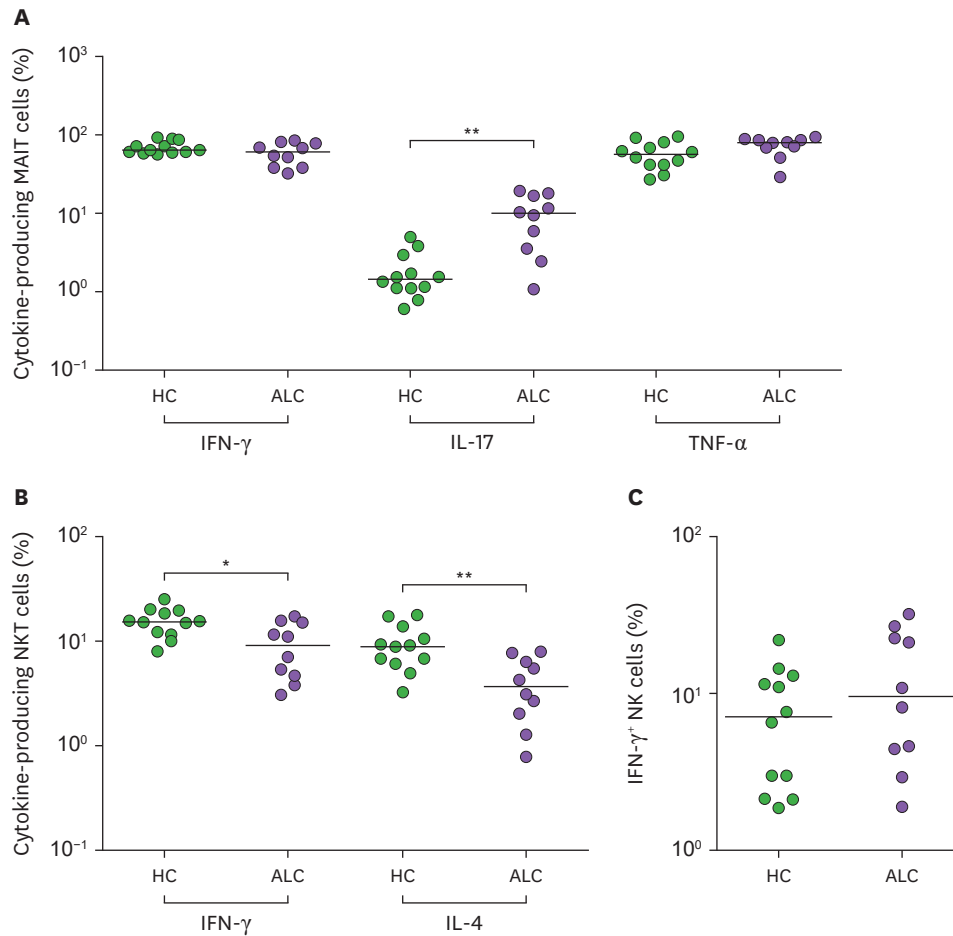 A
Cytokine-producing MAIT cells (%)
10³
10²
10¹
10⁰
10⁻¹
**
HC ALC HC ALC HC ALC
IFN-γ IL-17 TNF-α
B
Cytokine-producing NKT cells (%)
10²
10¹
10⁰
10⁻¹
* **
HC ALC HC ALC
IFN-γ IL-4
C
IFN-γ⁺ NK cells (%)
10²
10¹
10⁰
HC ALC